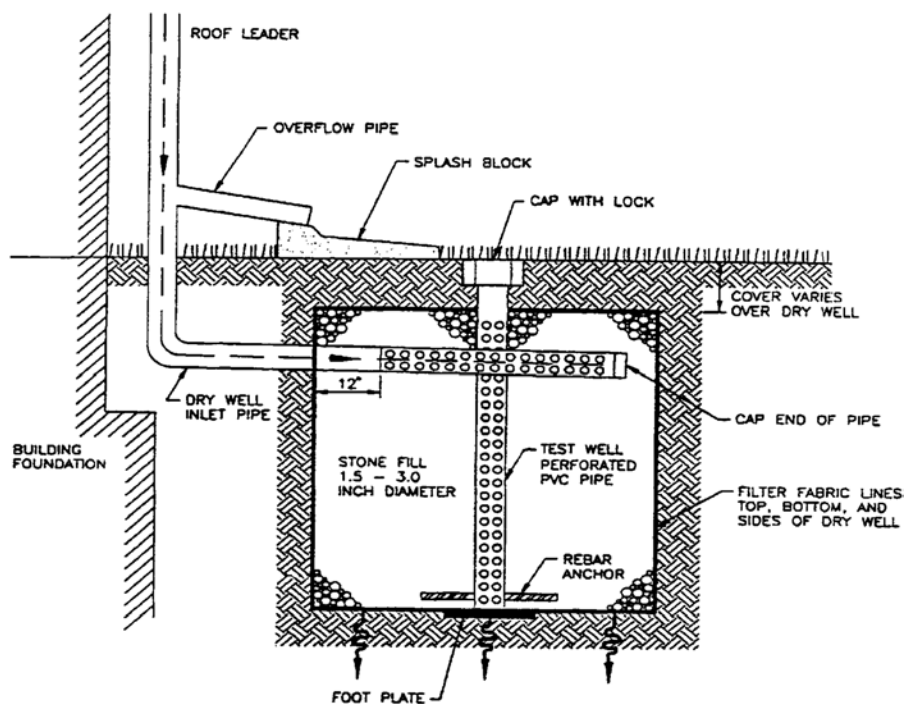 ROOF LEADER
OVERFLOW PIPE
SPLASH BLOCK
CAP WITH LOCK
COVER VARIES
OVER DRY WELL
12"
DRY WELL
INLET PIPE
CAP END OF PIPE
BUILDING
FOUNDATION
STONE FILL
1.5 - 3.0
INCH DIAMETER
TEST WELL
PERFORATED
PVC PIPE
FILTER FABRIC LINES
TOP, BOTTOM, AND
SIDES OF DRY WELL
REBAR
ANCHOR
FOOT PLATE